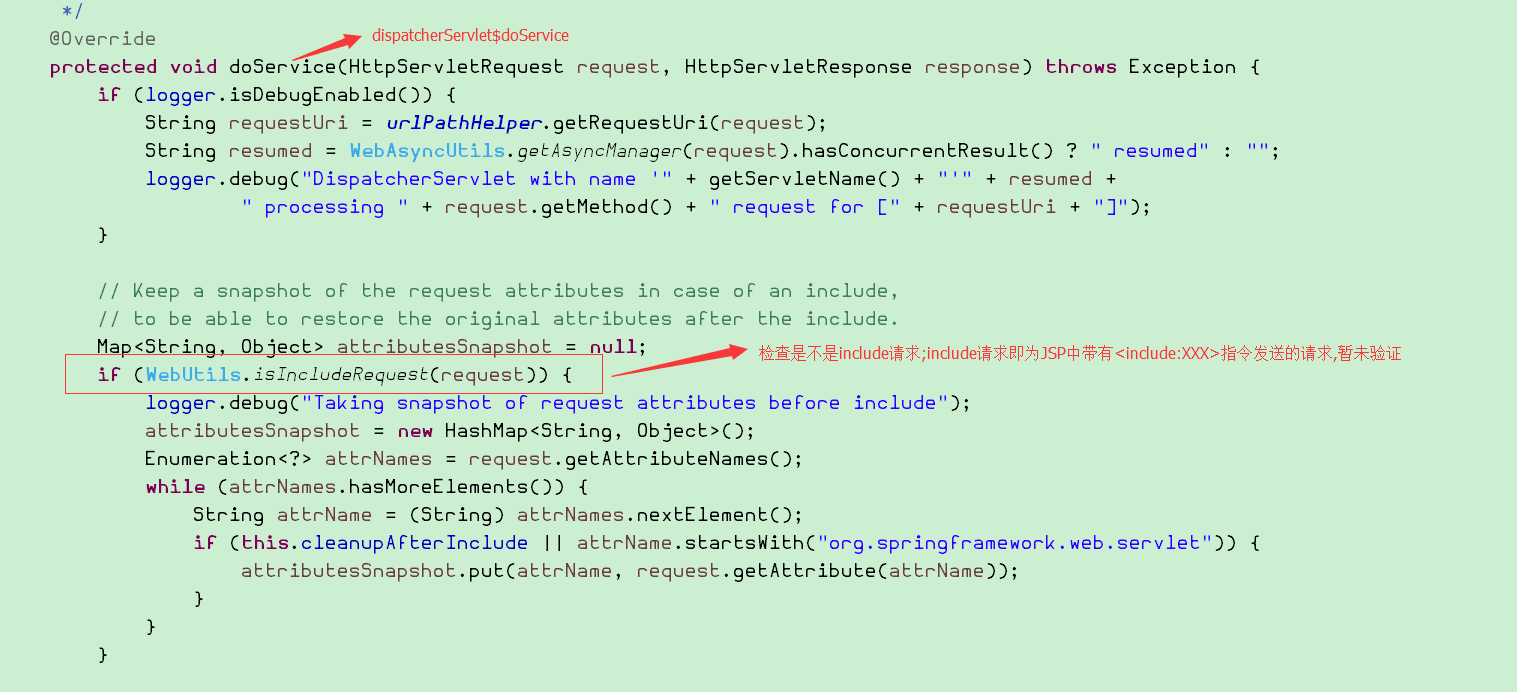 */
@Override
dispatcherServlet$doService
protected void doService(HttpServletRequest request, HttpServletResponse response) throws Exception {
if (logger.isDebugEnabled()) {
String requestUri = urlPathHelper.getRequestUri(request);
String resumed = WebAsyncUtils.getAsyncManager(request).hasConcurrentResult() ? " resumed" : "";
logger.debug("DispatcherServlet with name '" + getServletName() + "'" + resumed +
" processing " + request.getMethod() + " request for [" + requestUri + "]");
}
// Keep a snapshot of the request attributes in case of an include,
// to be able to restore the original attributes after the include.
Map<String, Object> attributesSnapshot = null;
检查是不是include请求;include请求即为JSP中带有<include:XXX>指令发送的请求,暂未验证
if (WebUtils.isIncludeRequest(request)) {
logger.debug("Taking snapshot of request attributes before include");
attributesSnapshot = new HashMap<String, Object>();
Enumeration<?> attrNames = request.getAttributeNames();
while (attrNames.hasMoreElements()) {
String attrName = (String) attrNames.nextElement();
if (this.cleanupAfterInclude || attrName.startsWith("org.springframework.web.servlet")) {
attributesSnapshot.put(attrName, request.getAttribute(attrName));
}
}
}